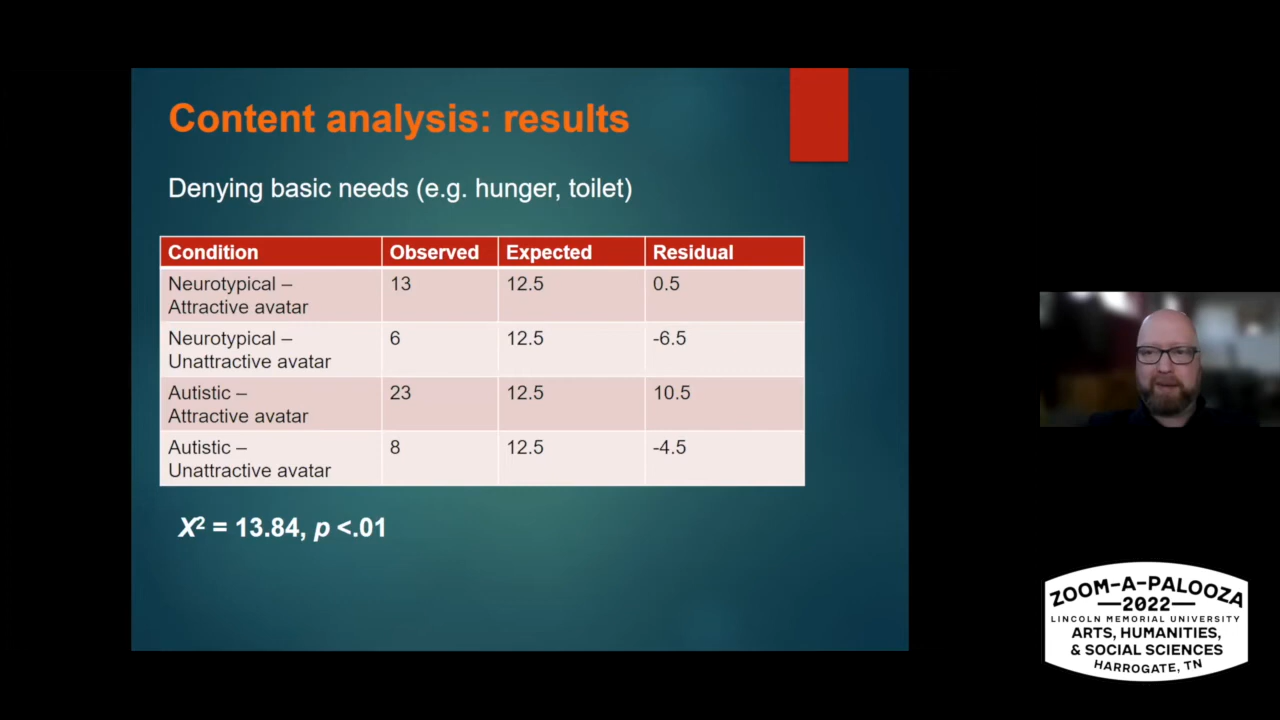 Content analysis: results
Denying basic needs (e.g. hunger, toilet)
Condition Observed Expected Residual
Neurotypical – 13 12.5 0.5
Attractive avatar
Neurotypical – 6 12.5 -6.5
Unattractive avatar
Autistic – 23 12.5 10.5
Attractive avatar
Autistic – 8 12.5 -4.5
Unattractive avatar
X² = 13.84, p <.01
ZOOM-A-PALOOZA
—2022—
LINCOLN MEMORIAL UNIVERSITY
ARTS, HUMANITIES,
& SOCIAL SCIENCES
HARROGATE, TN